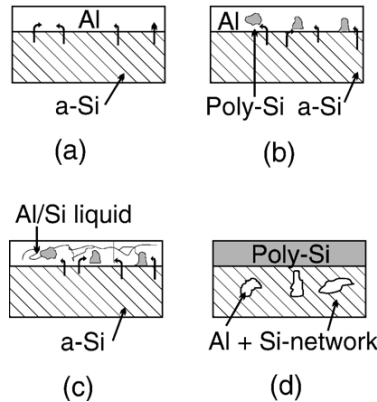 Al
a-Si
(a)
Al
Poly-Si a-Si
(b)
Al/Si liquid
a-Si
(c)
Poly-Si
Al + Si-network
(d)